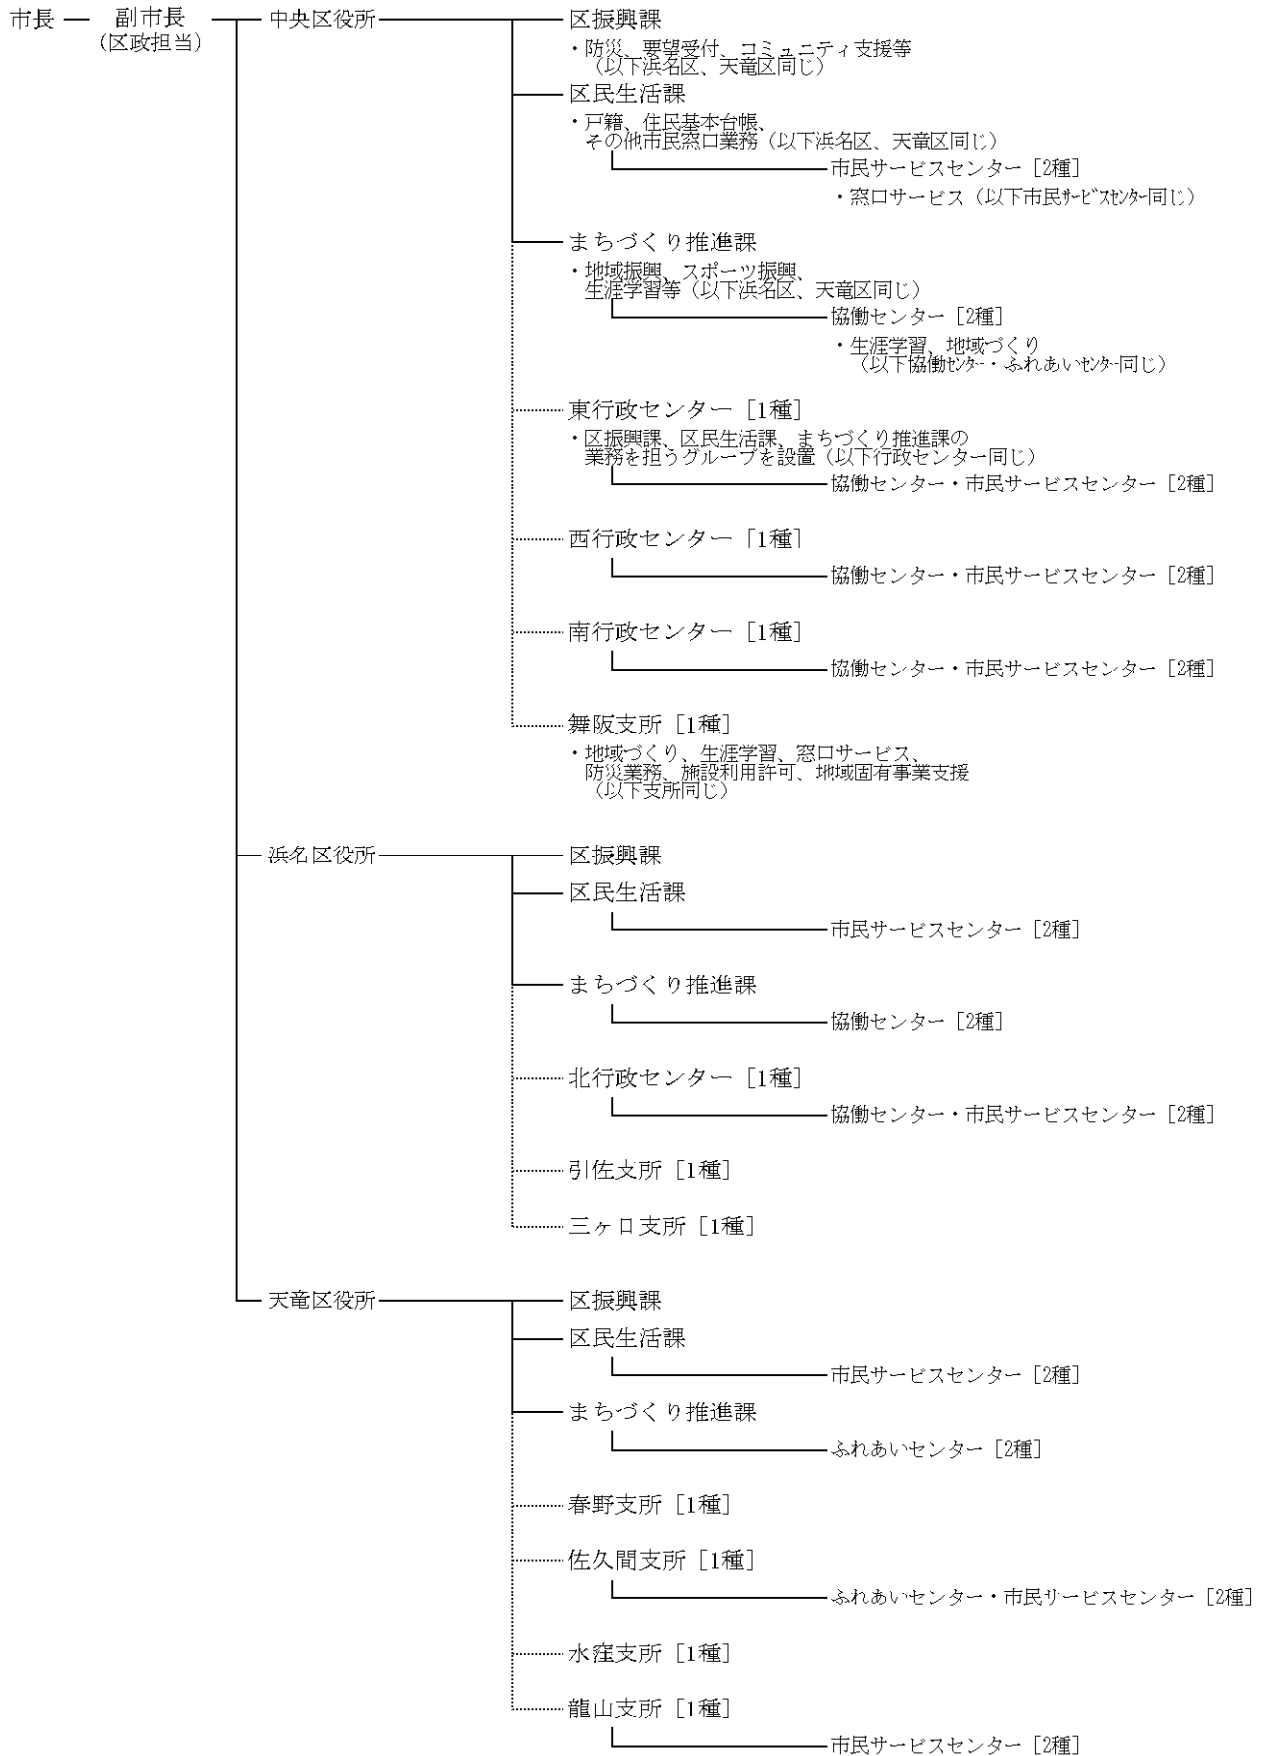 市長
副市長
（区政担当）
中央区役所
区振興課
・防災、要望受付、コミュニティ支援等
（以下浜名区、天竜区同じ）
区民生活課
・戸籍、住民基本台帳、
その他市民窓口業務（以下浜名区、天竜区同じ）
市民サービスセンター［2種］
・窓口サービス（以下市民ｻｰﾋﾞｽｾﾝﾀｰ同じ）
まちづくり推進課
・地域振興、スポーツ振興、
生涯学習等（以下浜名区、天竜区同じ）
協働センター［2種］
・生涯学習、地域づくり
（以下協働ｾﾝﾀｰ・ふれあいｾﾝﾀｰ同じ）
東行政センター［1種］
・区振興課、区民生活課、まちづくり推進課の
業務を担うグループを設置（以下行政センター同じ）
協働センター・市民サービスセンター［2種］
西行政センター［1種］
協働センター・市民サービスセンター［2種］
南行政センター［1種］
協働センター・市民サービスセンター［2種］
舞阪支所［1種］
・地域づくり、生涯学習、窓口サービス、
防災業務、施設利用許可、地域固有事業支援
（以下支所同じ）
浜名区役所
区振興課
区民生活課
市民サービスセンター［2種］
まちづくり推進課
協働センター［2種］
北行政センター［1種］
協働センター・市民サービスセンター［2種］
引佐支所［1種］
三ヶ日支所［1種］
天竜区役所
区振興課
区民生活課
市民サービスセンター［2種］
まちづくり推進課
ふれあいセンター［2種］
春野支所［1種］
佐久間支所［1種］
ふれあいセンター・市民サービスセンター［2種］
水窪支所［1種］
龍山支所［1種］
市民サービスセンター［2種］